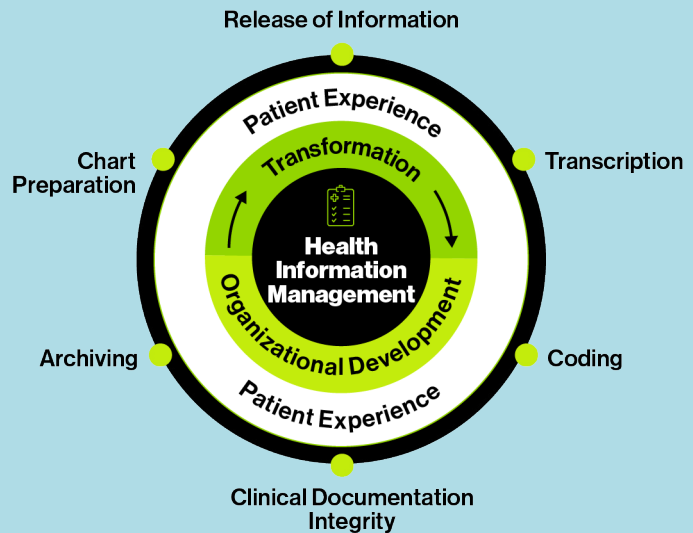 Release of Information
Patient Experience
Transformation
Chart
Preparation
Transcription
Health
Information
Management
Organizational Development
Archiving
Coding
Patient Experience
Clinical Documentation
Integrity